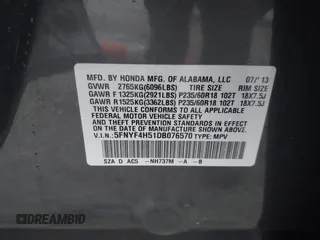 MFD. BY HONDA MFG. OF ALABAMA, LLC 07/'13
GVWR 2765KG(6096LBS) TIRE SIZE RIM SIZE
GAWR F 1325KG(2921LBS) P235/60R18 102T 18X7.5J
GAWR R 1525KG(3362LBS) P235/60R18 102T 18X7.5J
THIS VEHICLE CONFORMS TO ALL APPLICABLE FEDERAL MOTOR VEHICLE SAFETY AND THEFT PREVENTION STANDARDS IN EFFECT ON THE DATE OF MANUFACTURE SHOWN ABOVE.
V.I.N.: 5FNYF4H51DB076570 TYPE: MPV
SZA D AC5 -NH737M -A -B